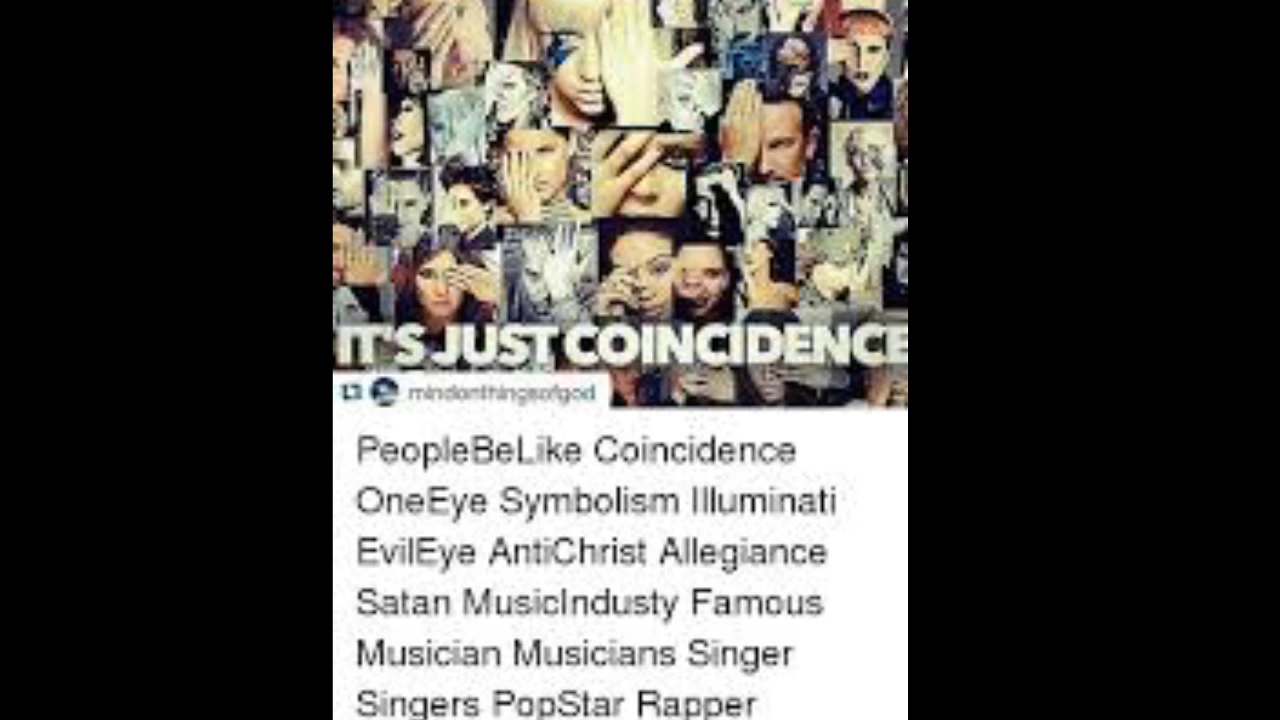 IT'S JUST COINCIDENCE
mindonthingsofgod
PeopleBeLike Coincidence
OneEye Symbolism Illuminati
EvilEye AntiChrist Allegiance
Satan MusicIndusty Famous
Musician Musicians Singer
Singers PopStar Rapper